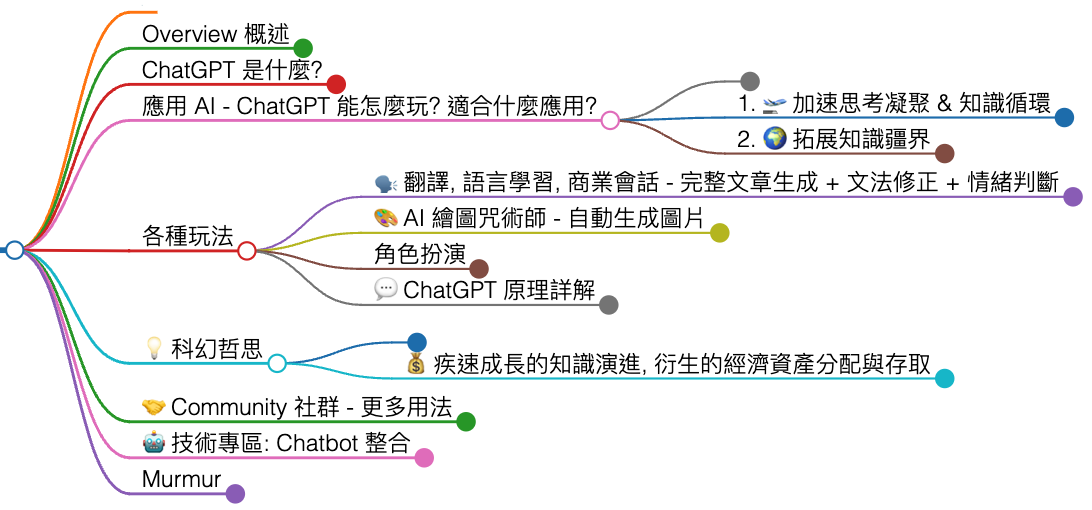 Overview 概述
ChatGPT 是什麼?
應用 AI - ChatGPT 能怎麼玩? 適合什麼應用?
1. 🛫 加速思考凝聚 & 知識循環
2. 🌍 拓展知識疆界
各種玩法
🗣️ 翻譯, 語言學習, 商業會話 - 完整文章生成 + 文法修正 + 情緒判斷
🎨 AI 繪圖咒術師 - 自動生成圖片
角色扮演
💬 ChatGPT 原理詳解
💡 科幻哲思
💰 疾速成長的知識演進, 衍生的經濟資產分配與存取
🤝 Community 社群 - 更多用法
🤖 技術專區: Chatbot 整合
Murmur